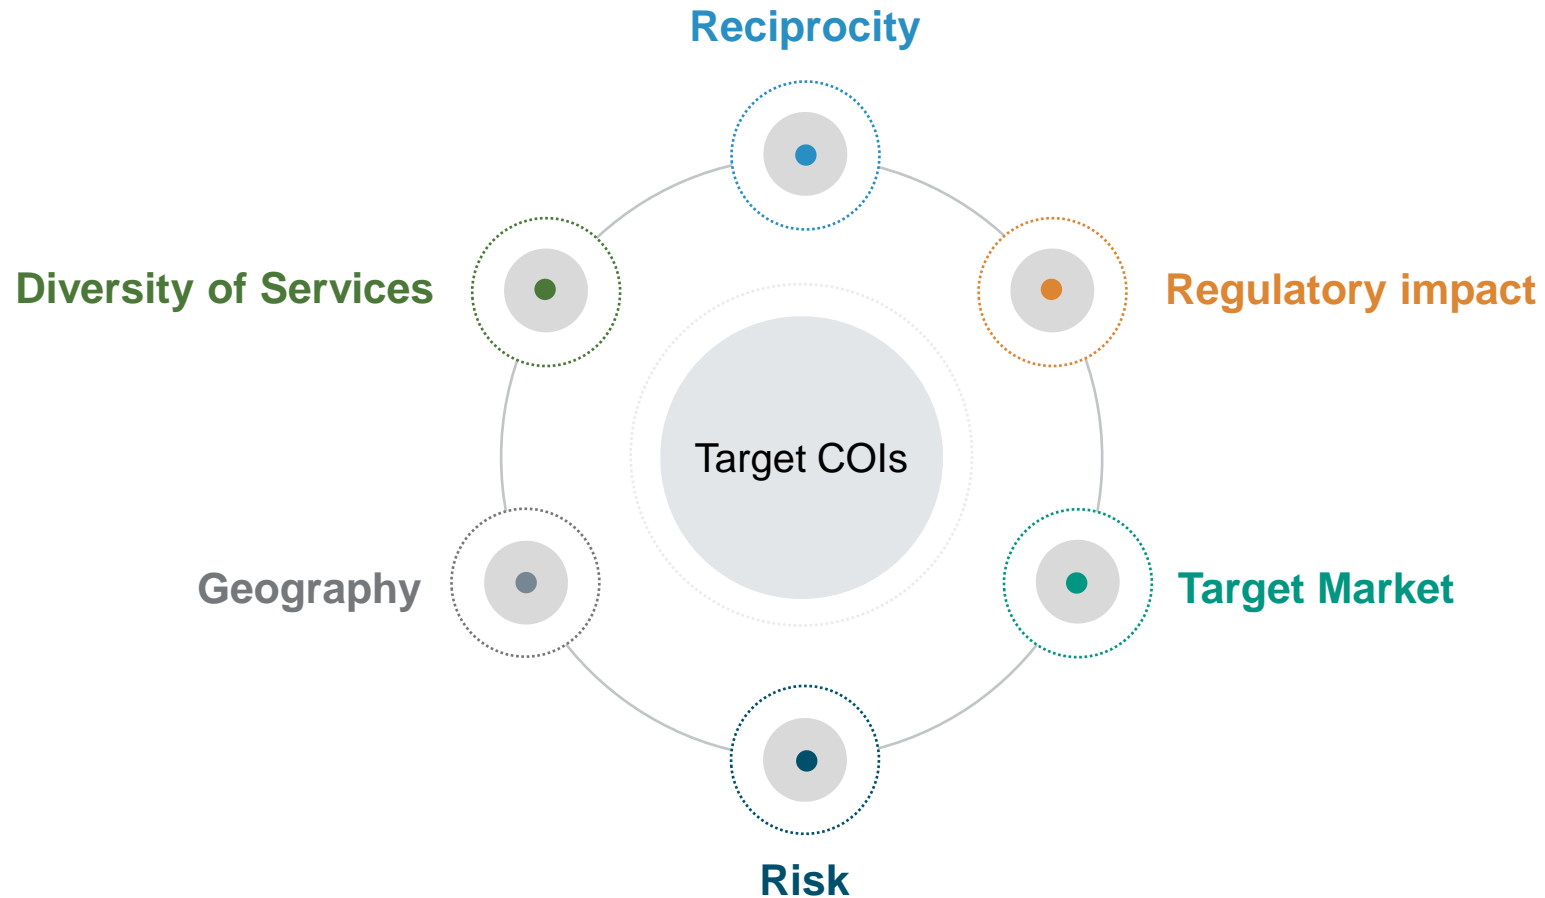 Reciprocity
Diversity of Services
Regulatory impact
Target COIs
Geography
Target Market
Risk